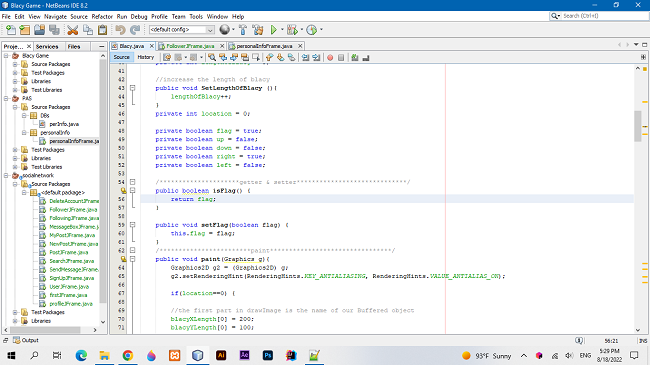 Blacy Game - NetBeans IDE 8.2
File Edit View Navigate Source Refactor Run Debug Profile Team Tools Window Help
Search (Ctrl+I)
<default config>
Proje... Services Files
Blacy.java FollowerJFrame.java personalInfoFrame.java
Source History
Blacy Game
Source Packages
Test Packages
Libraries
Test Libraries
PAS
Source Packages
DBs
perInfo.java
personalInfo
personalInfoFrame.java
Test Packages
Libraries
Test Libraries
socialnetwork
Source Packages
<default package>
DeleteAccountJFrame
FollowerJFrame.java
FollowingJFrame.java
MessageBoxJFrame.java
MyPostJFrame.java
NewPostJFrame.java
PostJFrame.java
SearchJFrame.java
SendMessageJFrame.java
SignUpJFrame.java
UserJFrame.java
firstJFrame.java
profileJFrame.java
Test Packages
Libraries
41
42 //increase the length of blacy
43 public void SetLengthOfBlacy (){
44 lengthOfBlacy++;
45 }
46 private int location = 0;
47
48 private boolean flag = true;
49 private boolean up = false;
50 private boolean down = false;
51 private boolean right = true;
52 private boolean left = false;
53
54 /*********************getter & setter****************************/
public boolean isFlag() {
56 return flag;
57 }
58
59 public void setFlag(boolean flag) {
60 this.flag = flag;
61 }
62 /************************paint********************************/
public void paint(Graphics g){
64 Graphics2D g2 = (Graphics2D) g;
65 g2.setRenderingHint(RenderingHints.KEY_ANTIALIASING, RenderingHints.VALUE_ANTIALIAS_ON);
66
67 if(location==0) {
68
69 //the first part in drawImage is the name of our Buffered object
70 blacyXLength[0] = 200;
71 blacyYLength[0] = 100;
Output
56:21 INS
93°F Sunny
ENG
5:29 PM
8/18/2022